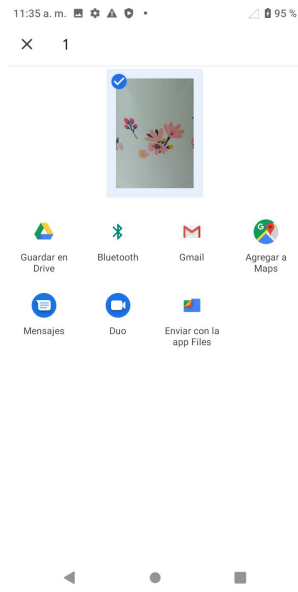 11:35 a. m.
95 %
1
Guardar en
Drive
Bluetooth
Gmail
Agregar a
Maps
Mensajes
Duo
Enviar con la
app Files